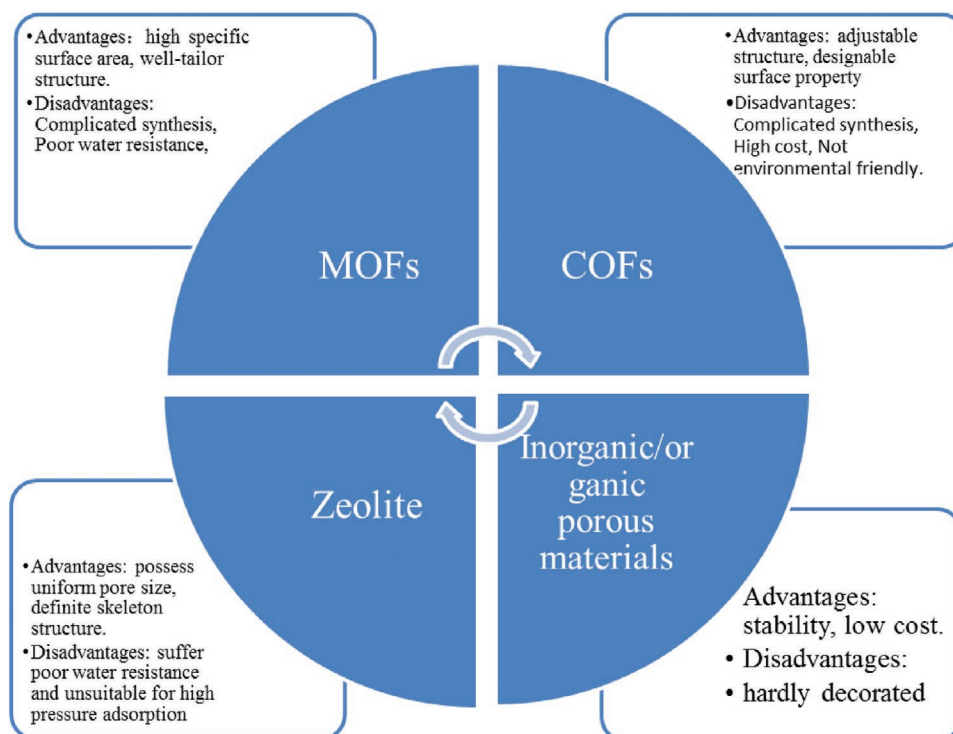 •Advantages: high specific
surface area, well-tailor
structure.
•Disadvantages:
Complicated synthesis,
Poor water resistance,
•Advantages: adjustable
structure, designable
surface property
•Disadvantages:
Complicated synthesis,
High cost, Not
environmental friendly.
MOFs
COFs
Zeolite
Inorganic/or
ganic
porous
materials
•Advantages: possess
uniform pore size,
definite skeleton
structure.
•Disadvantages: suffer
poor water resistance
and unsuitable for high
pressure adsorption
Advantages:
stability, low cost.
• Disadvantages:
• hardly decorated